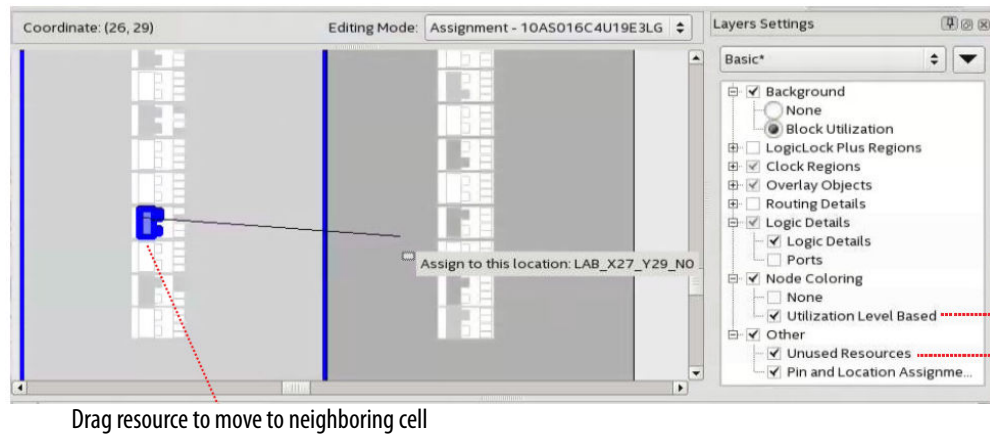 Coordinate: (26, 29)
Editing Mode: Assignment - 10AS016C4U19E3LG
Assign to this location: LAB_X27_Y29_N0
Layers Settings
Basic*
Background
None
Block Utilization
LogicLock Plus Regions
Clock Regions
Overlay Objects
Routing Details
Logic Details
Logic Details
Ports
Node Coloring
None
Utilization Level Based
Other
Unused Resources
Pin and Location Assignme...
Drag resource to move to neighboring cell